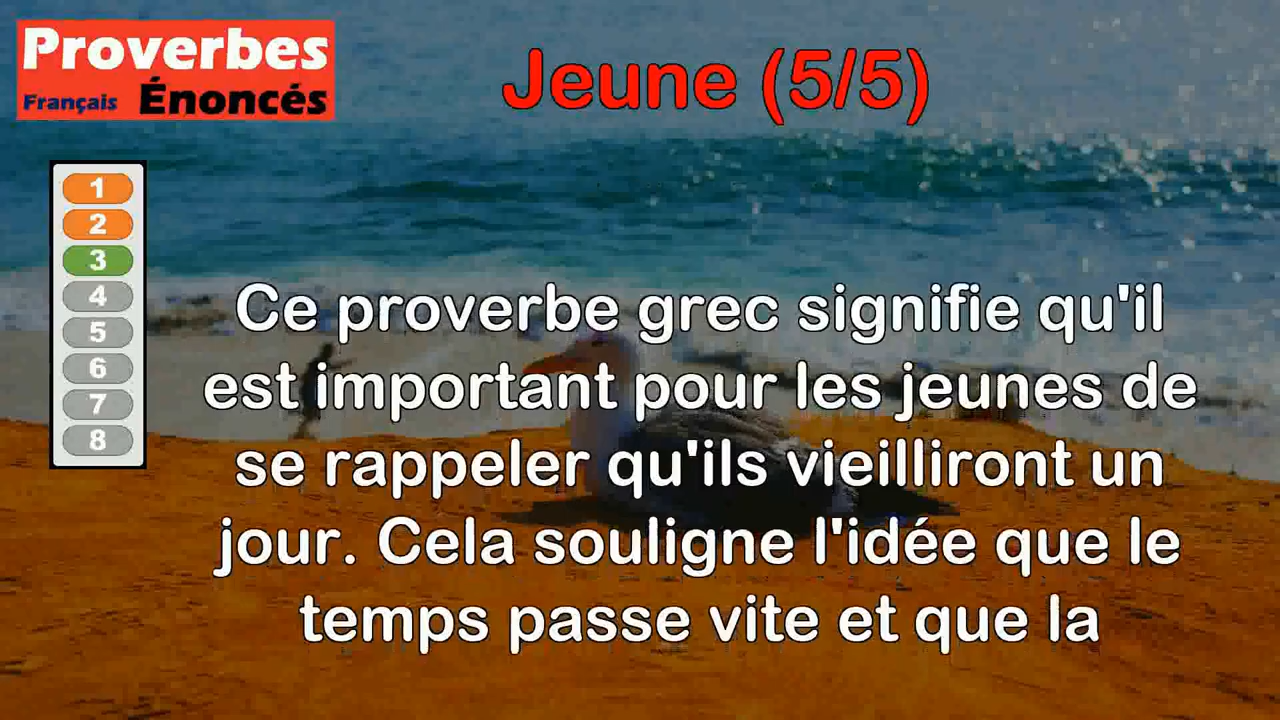 Proverbes
Français Énoncés
Jeune (5/5)
1
2
3
4
5
6
7
8
Ce proverbe grec signifie qu'il
est important pour les jeunes de
se rappeler qu'ils vieilliront un
jour. Cela souligne l'idée que le
temps passe vite et que la